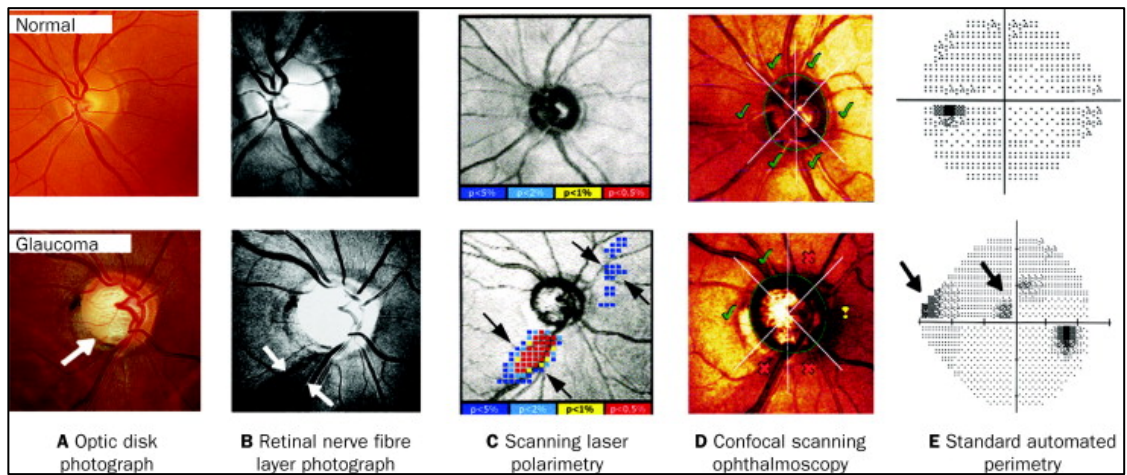 Normal
p<5% p<2% p<1% p<0.5%
Glaucoma
p<5% p<2% p<1% p<0.5%
A Optic disk
photograph
B Retinal nerve fibre
layer photograph
C Scanning laser
polarimetry
D Confocal scanning
ophthalmoscopy
E Standard automated
perimetry